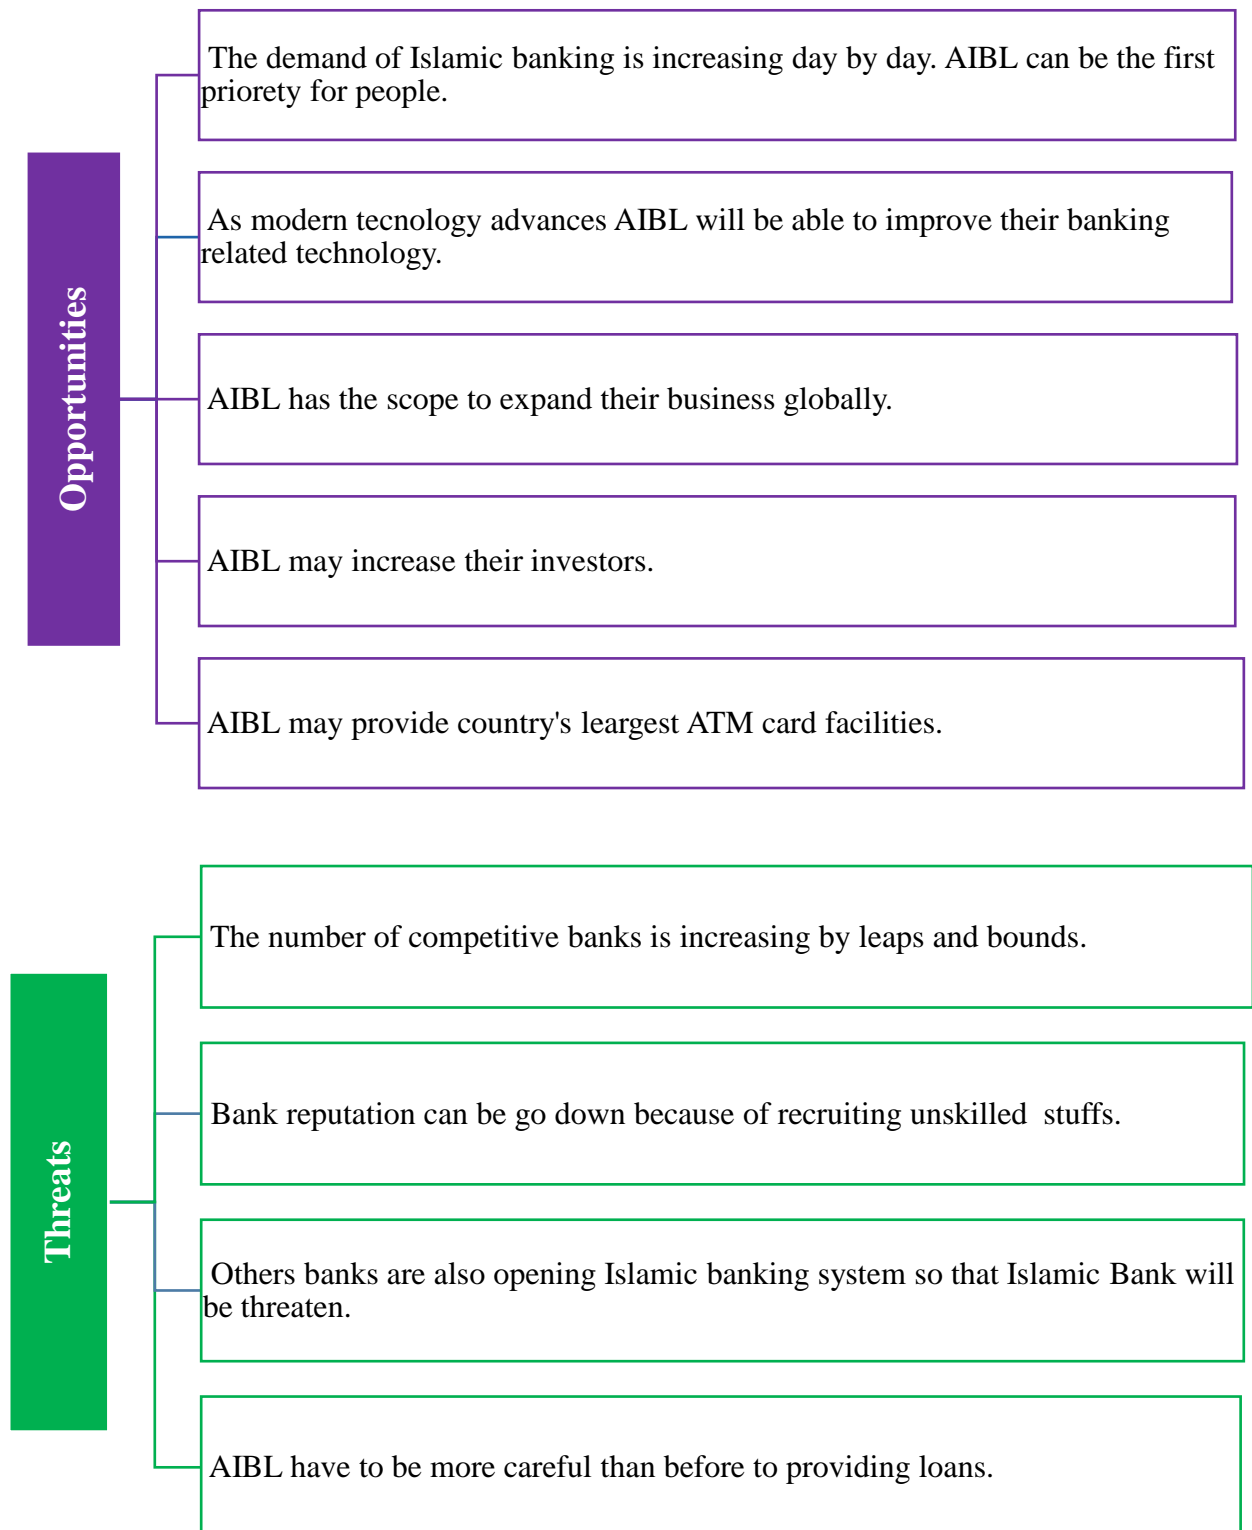 The demand of Islamic banking is increasing day by day. AIBL can be the first
priorety for people.
As modern tecnology advances AIBL will be able to improve their banking
related technology.
Opportunities
AIBL has the scope to expand their business globally.
AIBL may increase their investors.
AIBL may provide country's leargest ATM card facilities.
The number of competitive banks is increasing by leaps and bounds.
Bank reputation can be go down because of recruiting unskilled  stuffs.
Threats
Others banks are also opening Islamic banking system so that Islamic Bank will
be threaten.
AIBL have to be more careful than before to providing loans.